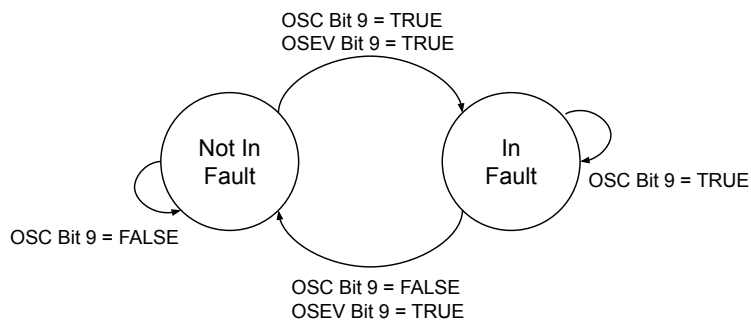 OSC Bit 9 = TRUE
OSEV Bit 9 = TRUE
Not In
Fault
In
Fault
OSC Bit 9 = TRUE
OSC Bit 9 = FALSE
OSC Bit 9 = FALSE
OSEV Bit 9 = TRUE